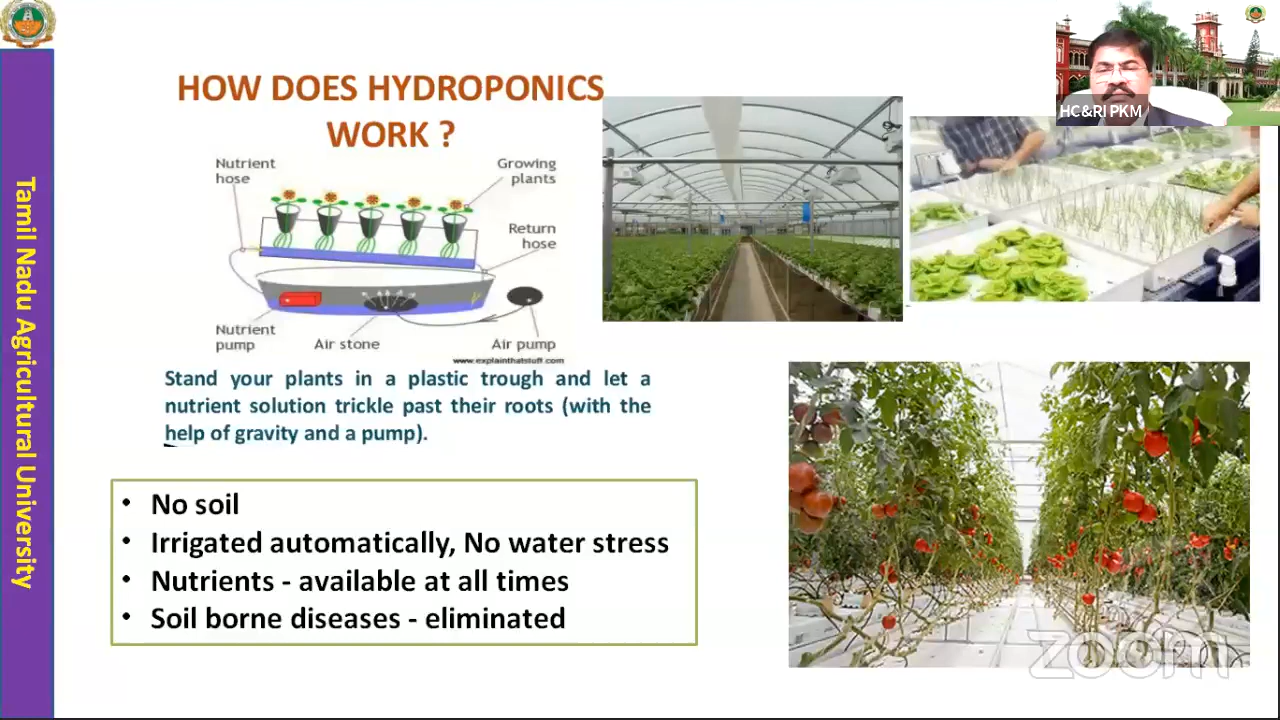 Tamil Nadu Agricultural University
HOW DOES HYDROPONICS
WORK ?
Nutrient
hose
Growing
plants
Return
hose
Nutrient
pump
Air stone
Air pump
www.explainthatstuff.com
Stand your plants in a plastic trough and let a
nutrient solution trickle past their roots (with the
help of gravity and a pump).
• No soil
• Irrigated automatically, No water stress
• Nutrients - available at all times
• Soil borne diseases - eliminated
HC&RI PKM
zoom